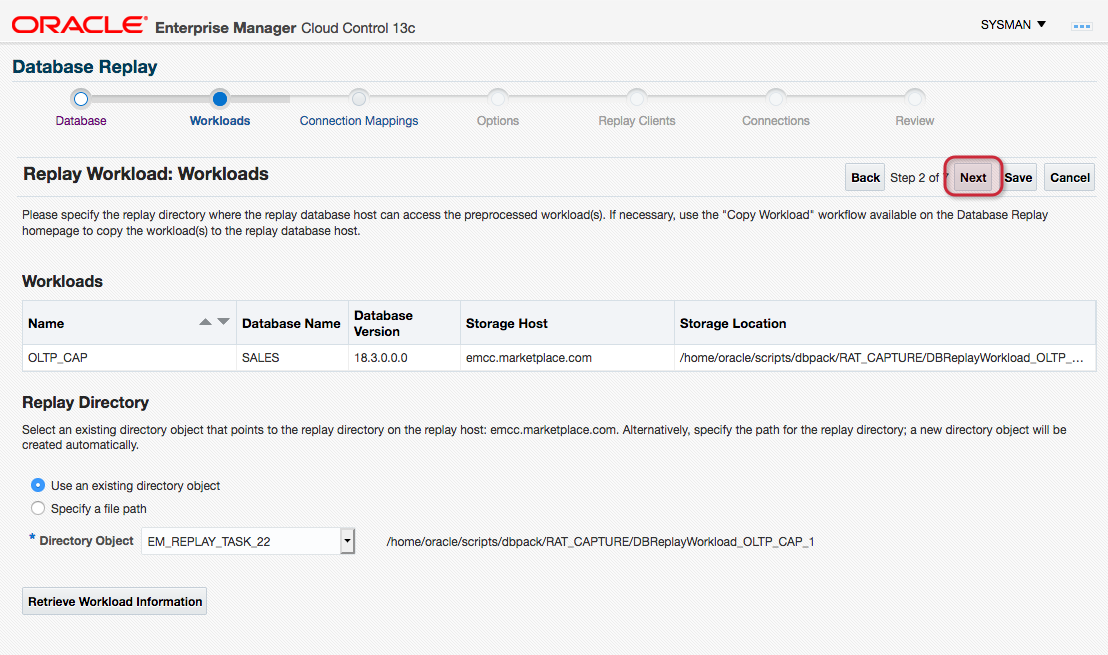 ORACLE® Enterprise Manager Cloud Control 13c
SYSMAN
Database Replay
Database Workloads Connection Mappings Options Replay Clients Connections Review
Replay Workload: Workloads
Back Step 2 of 7 Next Save Cancel
Please specify the replay directory where the replay database host can access the preprocessed workload(s). If necessary, use the "Copy Workload" workflow available on the Database Replay
homepage to copy the workload(s) to the replay database host.
Workloads
Name Database Name Database Version Storage Host Storage Location
OLTP_CAP SALES 18.3.0.0.0 emcc.marketplace.com /home/oracle/scripts/dbpack/RAT_CAPTURE/DBReplayWorkload_OLTP_...
Replay Directory
Select an existing directory object that points to the replay directory on the replay host: emcc.marketplace.com. Alternatively, specify the path for the replay directory; a new directory object will be
created automatically.
Use an existing directory object
Specify a file path
* Directory Object EM_REPLAY_TASK_22 /home/oracle/scripts/dbpack/RAT_CAPTURE/DBReplayWorkload_OLTP_CAP_1
Retrieve Workload Information